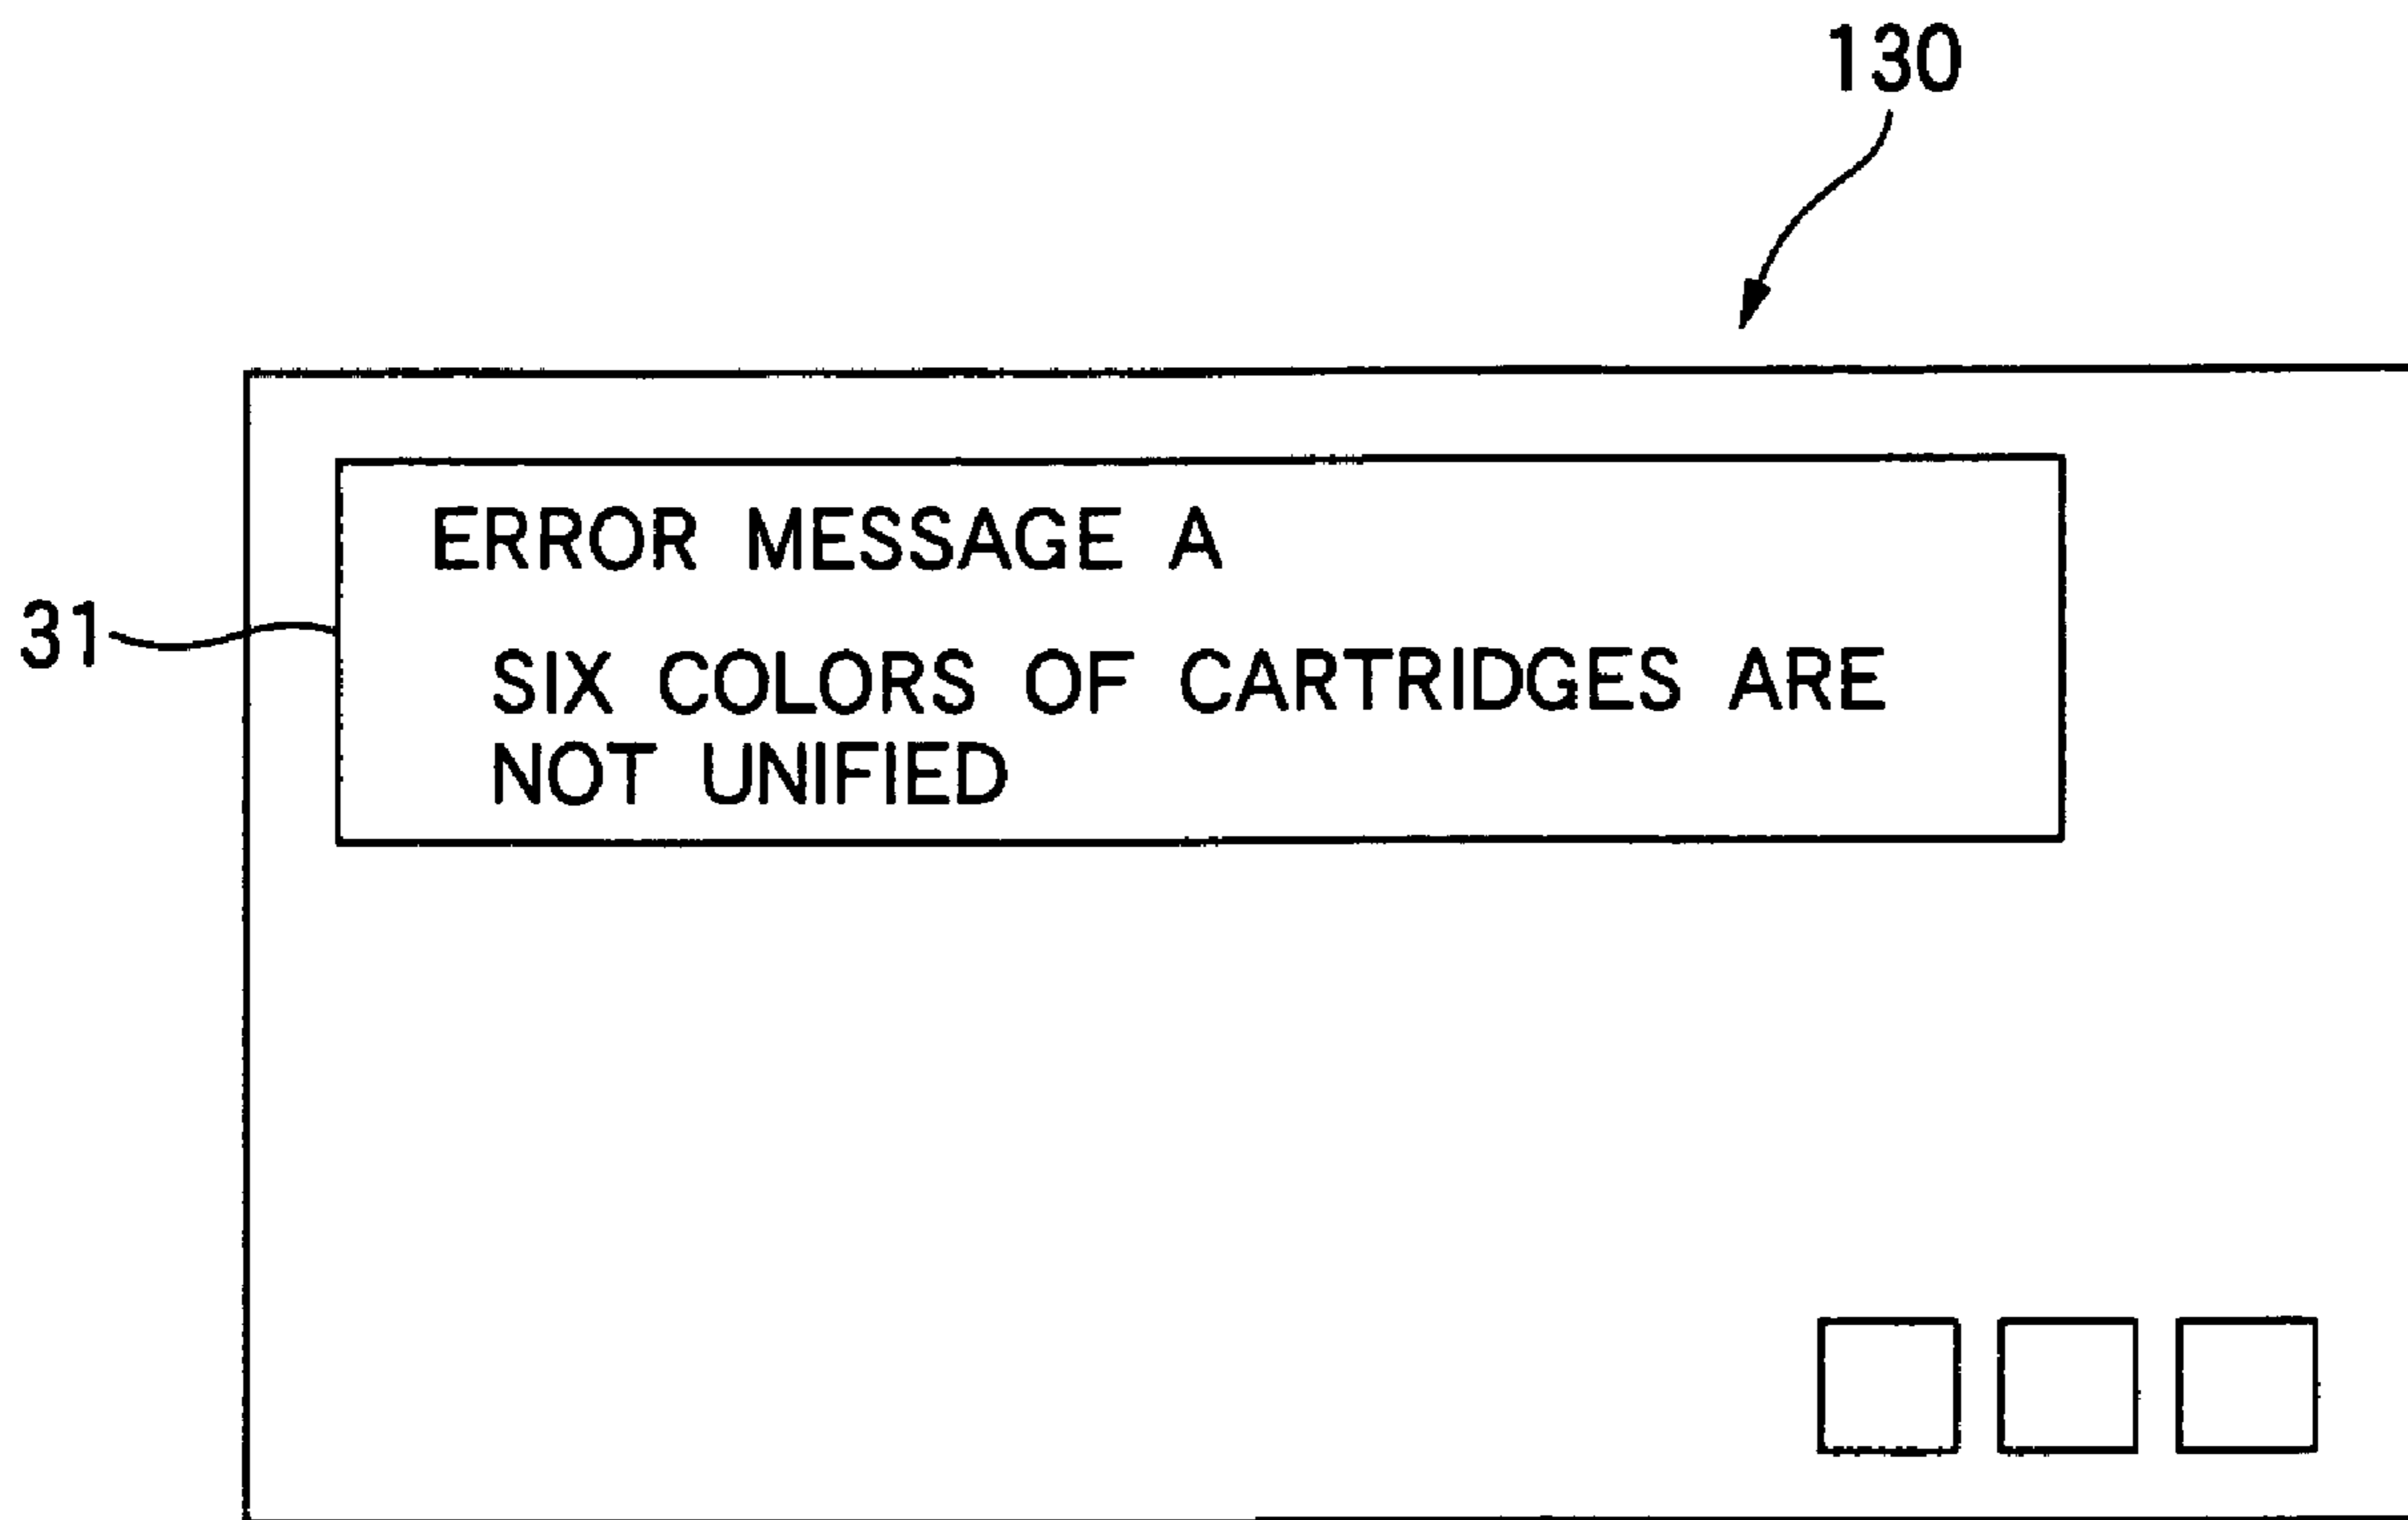 130
ERROR MESSAGE A
31
SIX COLORS OF CARTRIDGES ARE
NOT UNIFIED